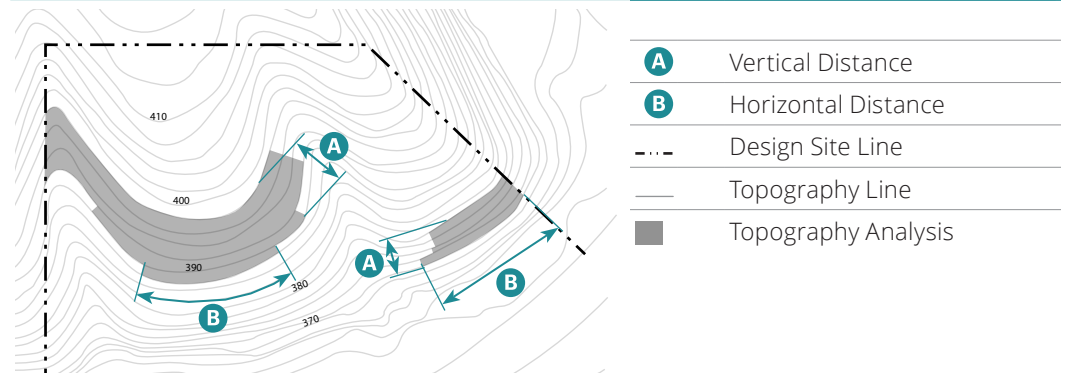 410
400
390
380
370
A
B
A
B
A Vertical Distance
B Horizontal Distance
Design Site Line
Topography Line
Topography Analysis